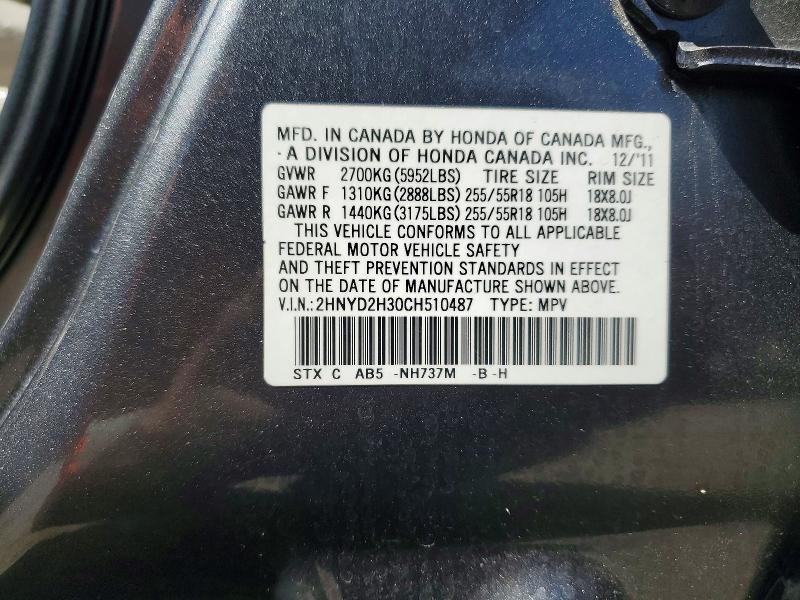 MFD. IN CANADA BY HONDA OF CANADA MFG.,
A DIVISION OF HONDA CANADA INC. 12/'11
GVWR 2700KG(5952LBS) TIRE SIZE RIM SIZE
GAWR F 1310KG(2888LBS) 255/55R18 105H 18X8.0J
GAWR R 1440KG(3175LBS) 255/55R18 105H 18X8.0J
THIS VEHICLE CONFORMS TO ALL APPLICABLE
FEDERAL MOTOR VEHICLE SAFETY
AND THEFT PREVENTION STANDARDS IN EFFECT
ON THE DATE OF MANUFACTURE SHOWN ABOVE.
V.I.N.: 2HNYD2H30CH510487 TYPE: MPV
STX C AB5 -NH737M -B -H